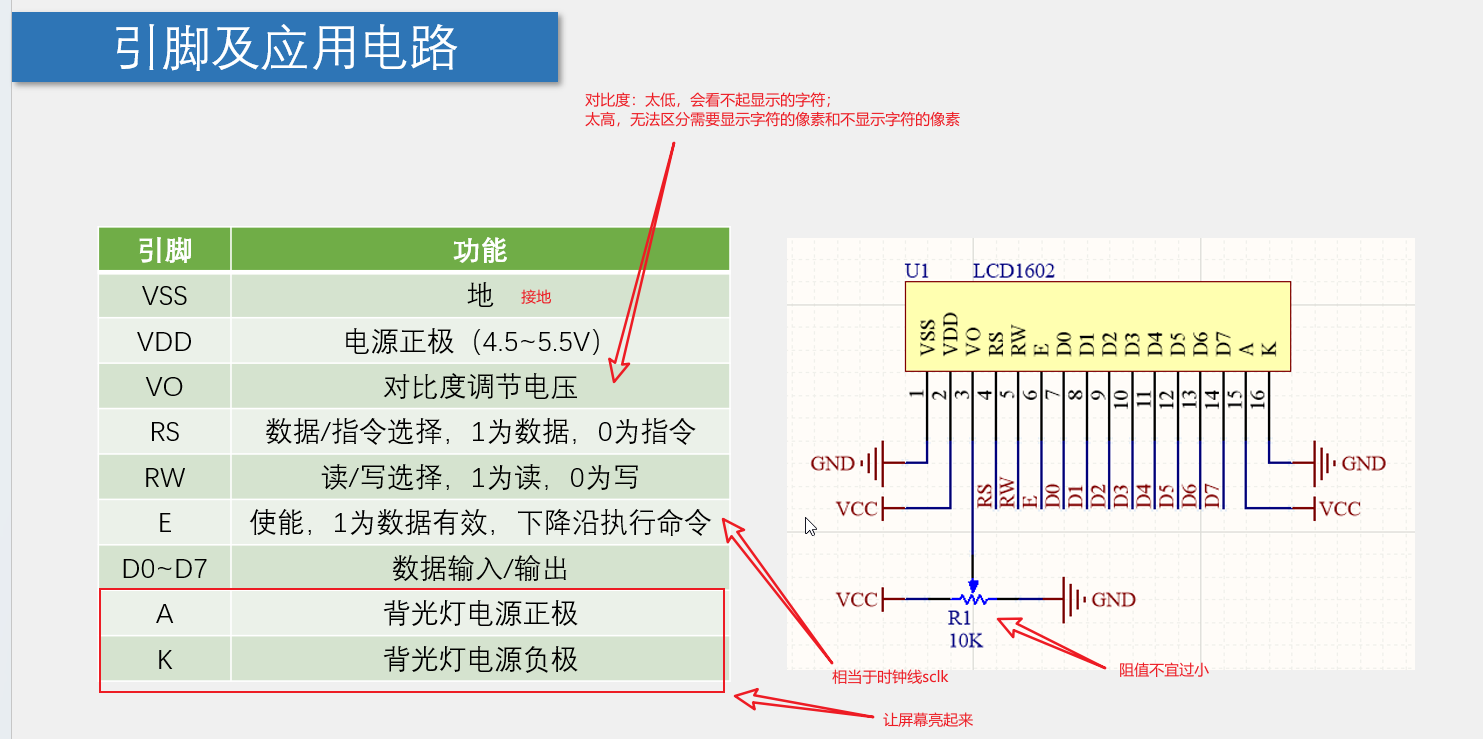 引脚及应用电路
对比度：太低，会看不起显示的字符；
太高，无法区分需要显示字符的像素和不显示字符的像素
引脚 功能
VSS 地 接地
VDD 电源正极（4.5~5.5V）
VO 对比度调节电压
RS 数据/指令选择，1为数据，0为指令
RW 读/写选择，1为读，0为写
E 使能，1为数据有效，下降沿执行命令
D0~D7 数据输入/输出
A 背光灯电源正极
K 背光灯电源负极
相当于时钟线sclk
让屏幕亮起来
U1 LCD1602
VSS VDD VO RS RW E D0 D1 D2 D3 D4 D5 D6 D7 A K
1 2 3 4 5 6 7 8 9 10 11 12 13 14 15 16
GND GND
RS RW E D0 D1 D2 D3 D4 D5 D6 D7
VCC VCC
VCC GND
R1
10K
阻值不宜过小